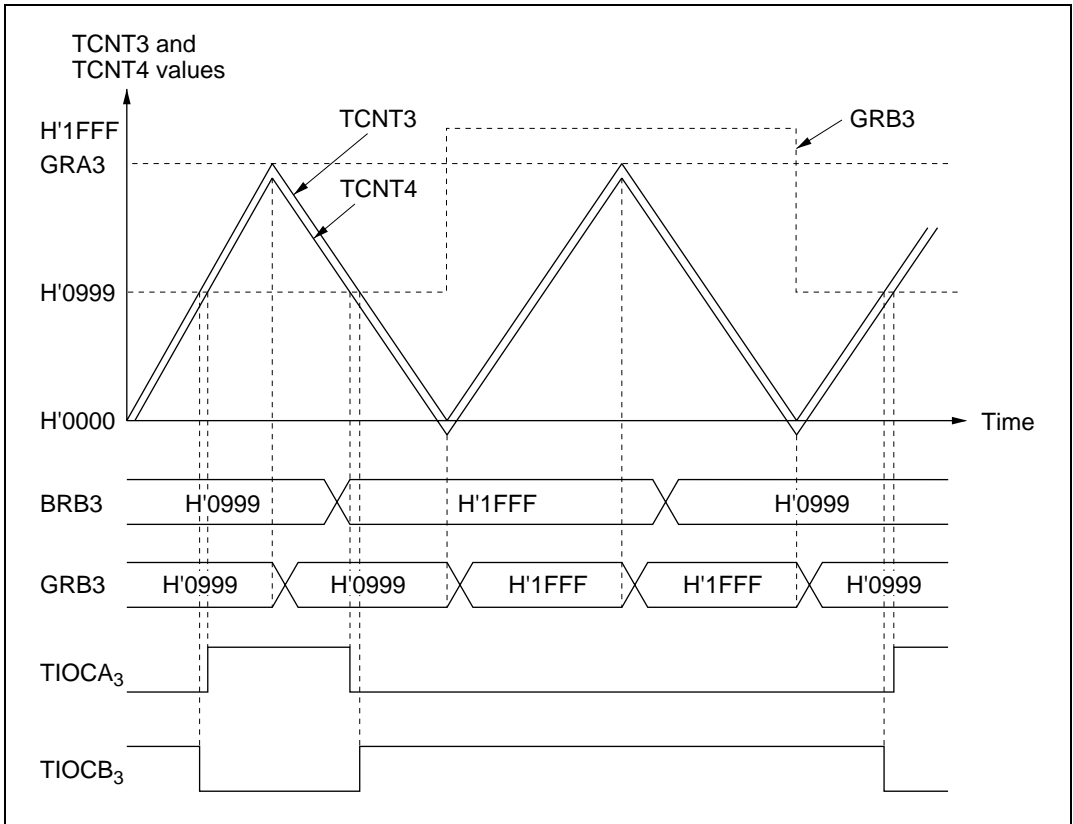 TCNT3 and
TCNT4 values
H'1FFF
GRA3
H'0999
H'0000
TCNT3
TCNT4
GRB3
Time
BRB3 H'0999 H'1FFF H'0999
GRB3 H'0999 H'0999 H'1FFF H'1FFF H'0999
TIOCA3
TIOCB3